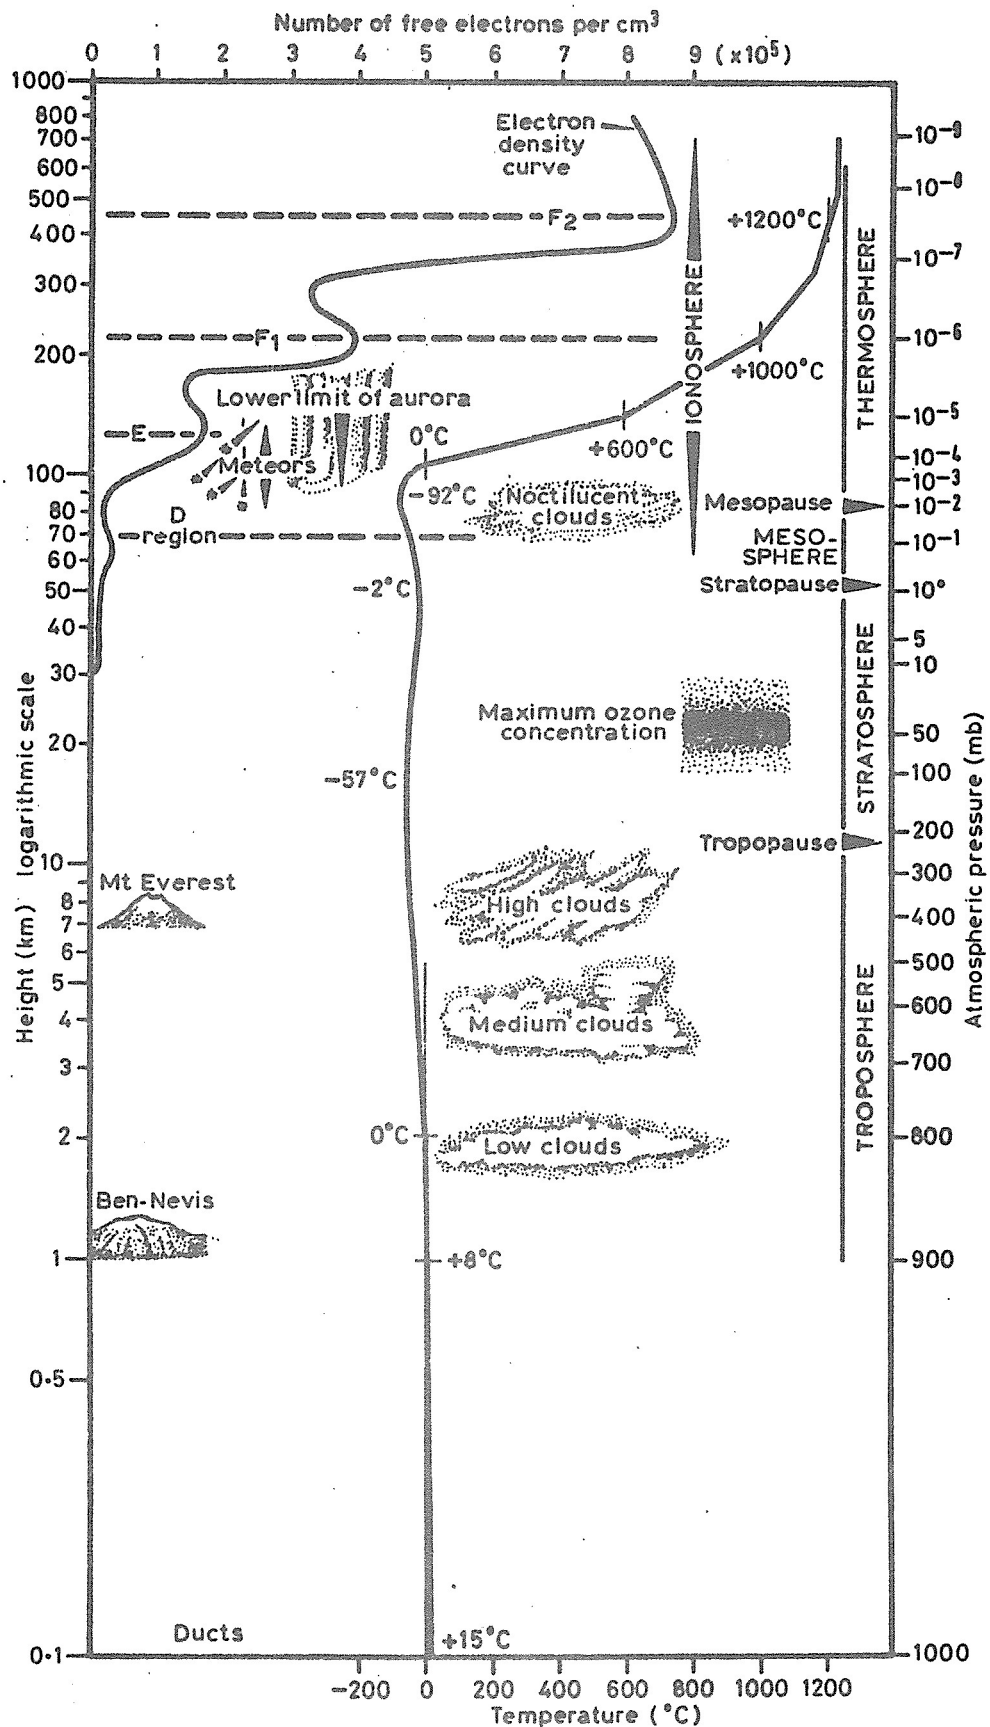 Number of free electrons per cm³
0 1 2 3 4 5 6 7 8 9 (x10⁵)
1000
800
700
600
500
400
300
200
100
80
70
60
50
40
30
20
10
8
7
6
5
4
3
2
1
0·5
0·1
Height (km) logarithmic scale
Electron
density
curve
F₂
F₁
E
D
region
Lower limit of aurora
Meteors
IONOSPHERE
+1200°C
+1000°C
+600°C
0°C
-92°C
-2°C
-57°C
0°C
+8°C
+15°C
Noctilucent
clouds
Mesopause
MESO-
SPHERE
Stratopause
Maximum ozone
concentration
Tropopause
Mt Everest
High clouds
Medium clouds
Low clouds
Ben-Nevis
Ducts
THERMOSPHERE
STRATOSPHERE
TROPOSPHERE
10⁻⁹
10⁻⁸
10⁻⁷
10⁻⁶
10⁻⁵
10⁻⁴
10⁻³
10⁻²
10⁻¹
10°
5
10
50
100
200
300
400
500
600
700
800
900
1000
Atmospheric pressure (mb)
-200 0 200 400 600 800 1000 1200
Temperature (°C)